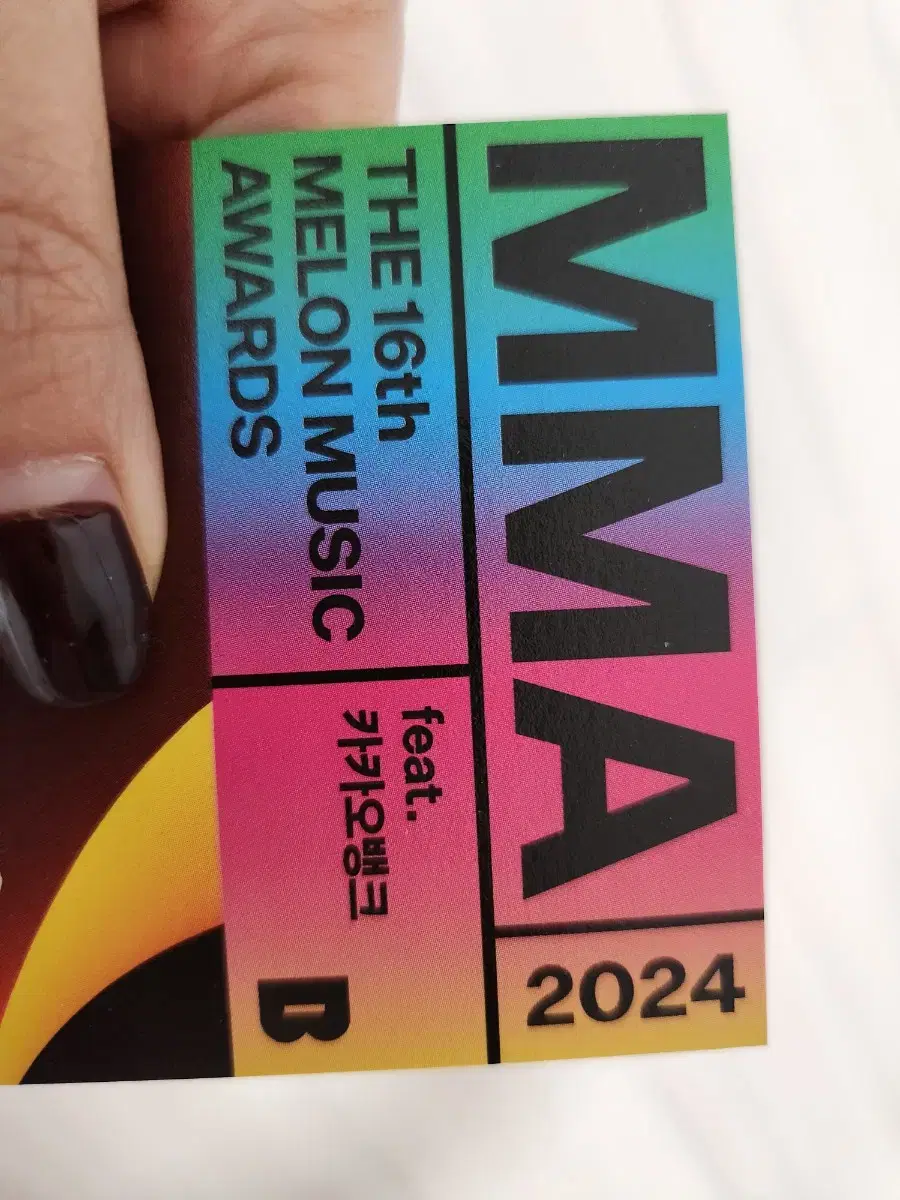 MMA
2024
THE 16th
MELON MUSIC
AWARDS
feat.
카카오뱅크
B